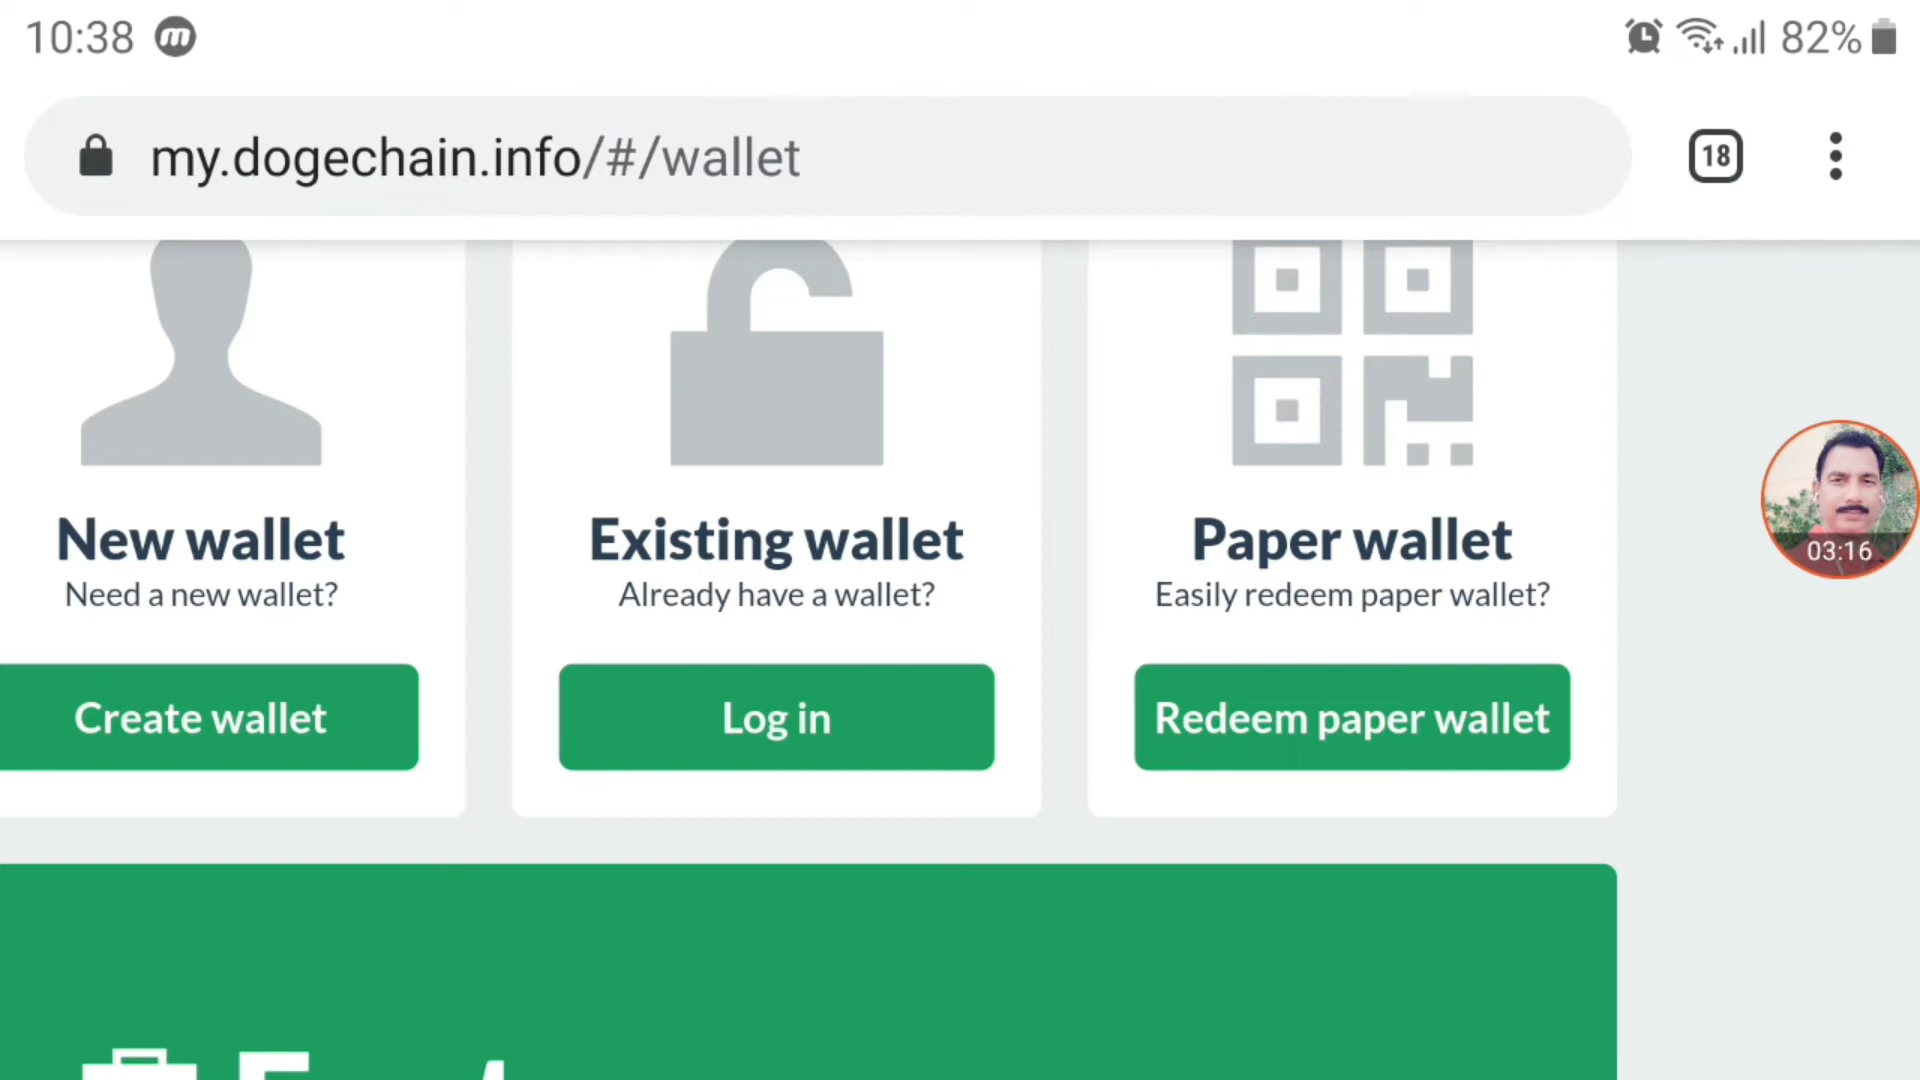 10:38 m 82%
my.dogechain.info/#/wallet 18
New wallet Existing wallet Paper wallet
Need a new wallet? Already have a wallet? Easily redeem paper wallet?
03:16
Create wallet Log in Redeem paper wallet